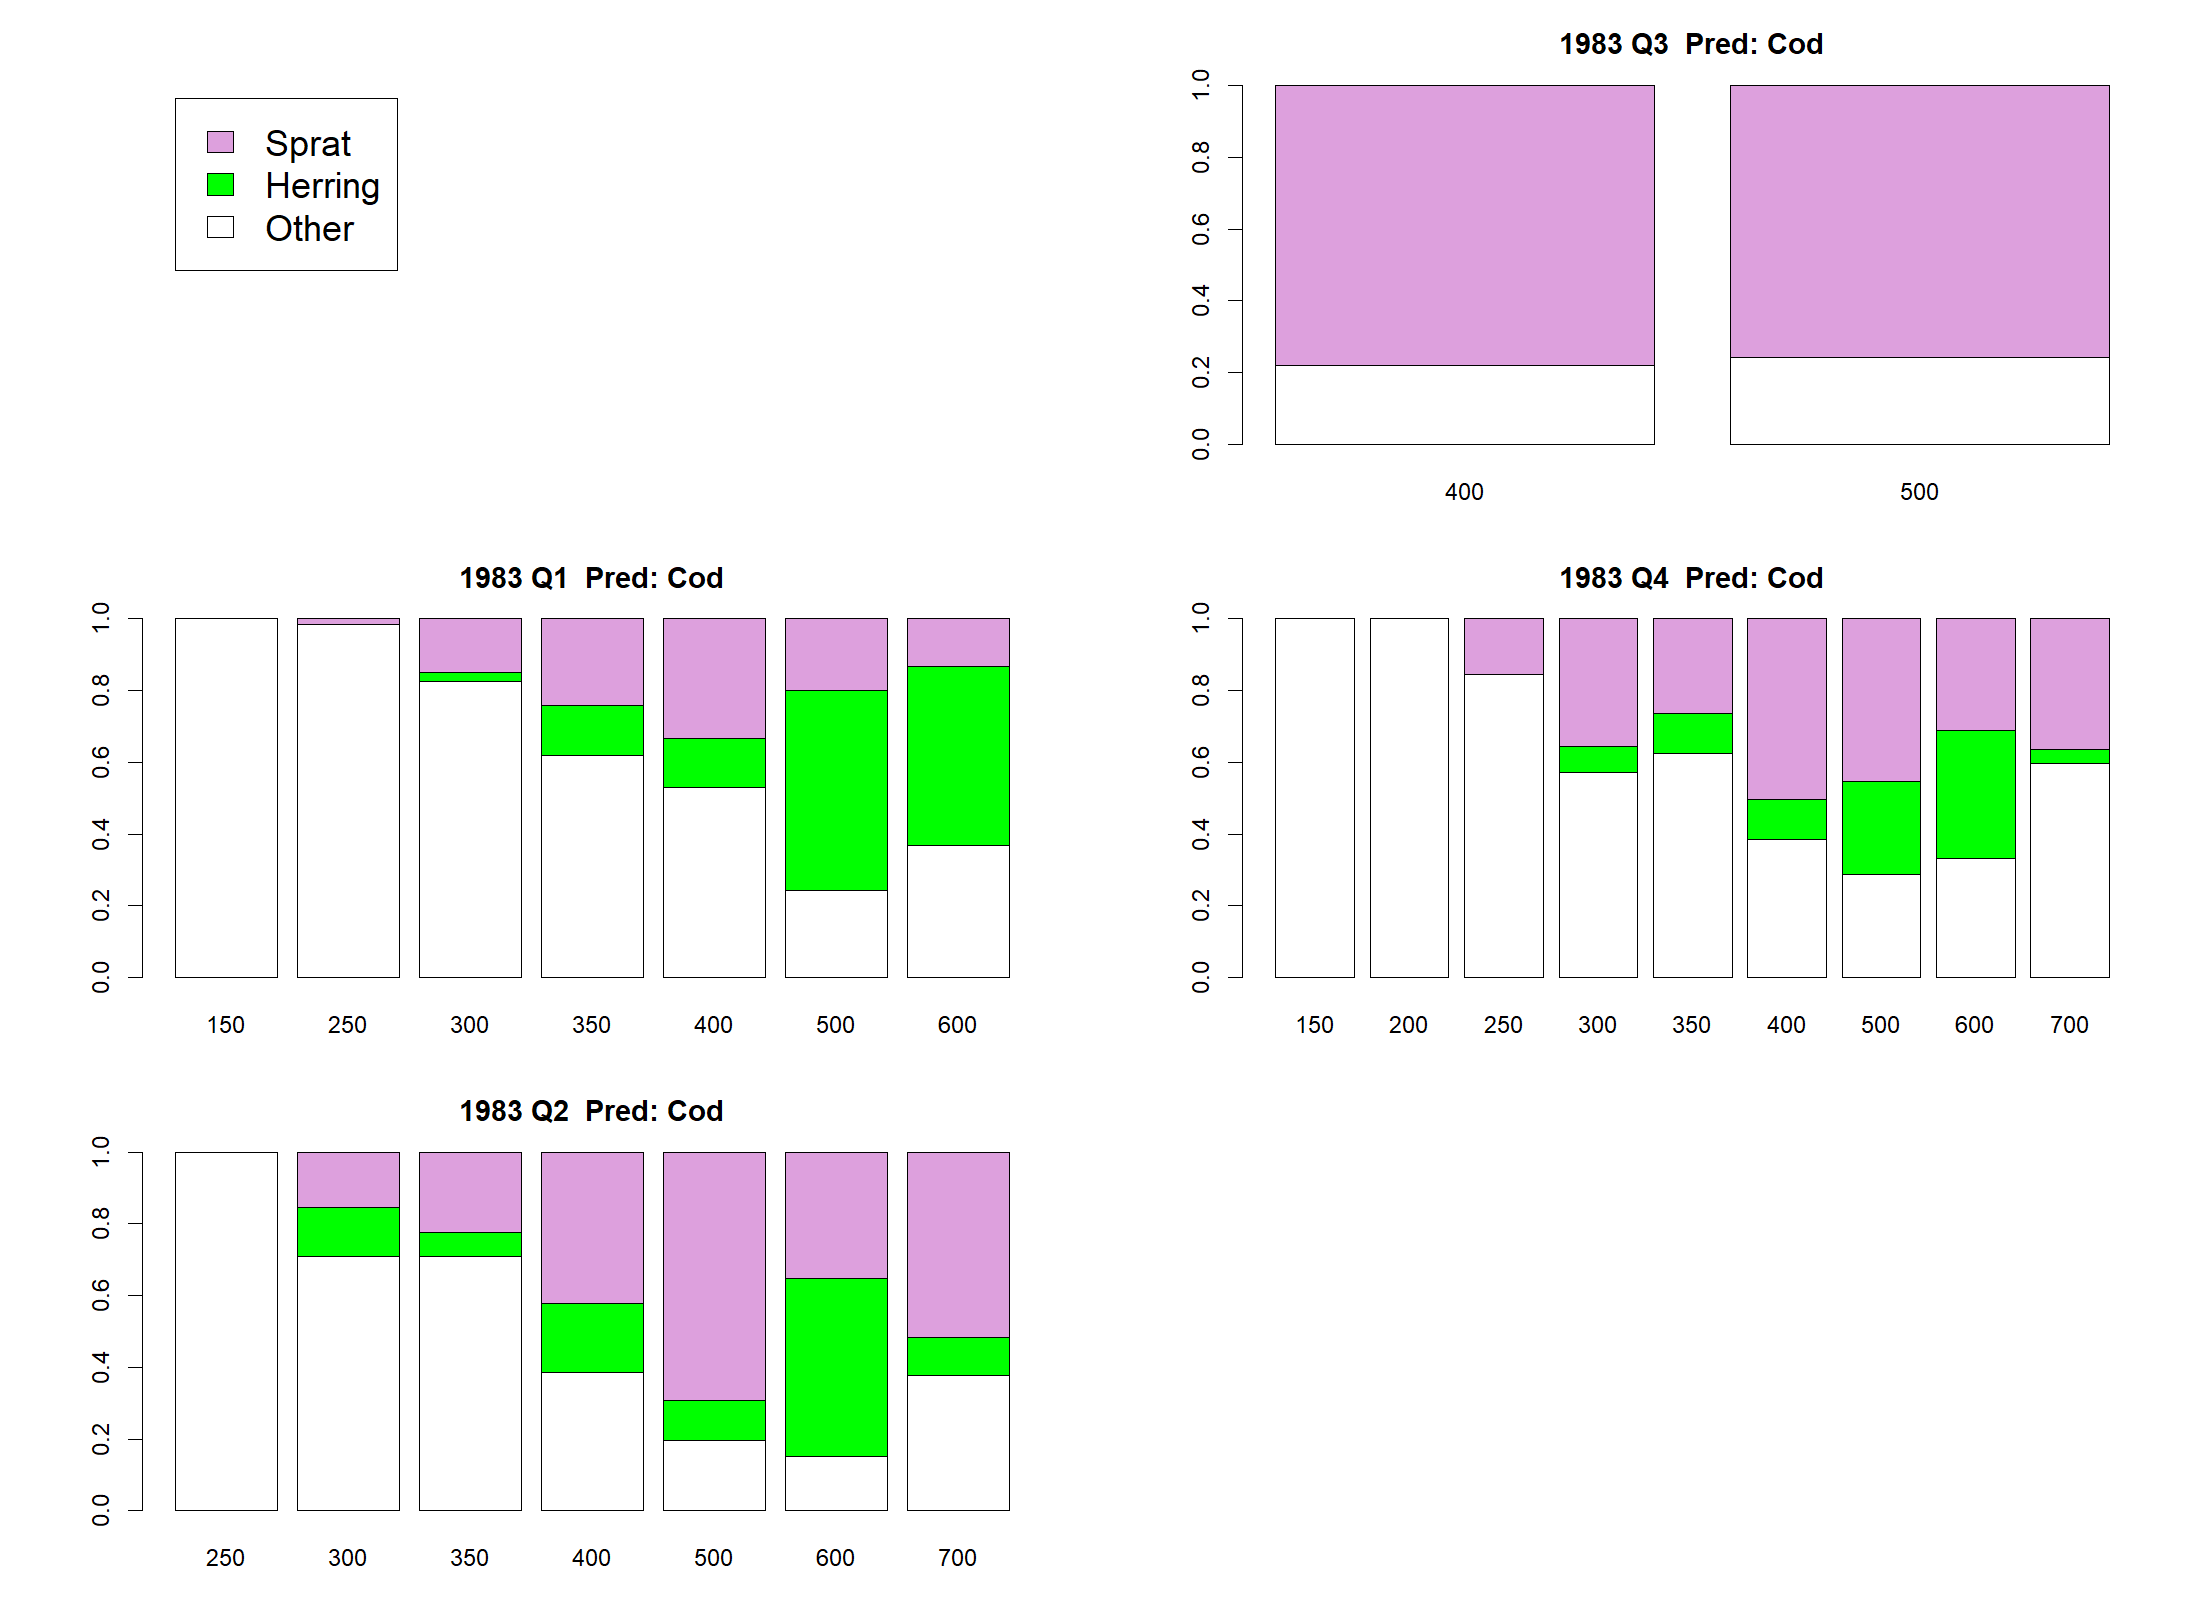 Sprat
Herring
Other
1983 Q3  Pred: Cod
0.0 0.2 0.4 0.6 0.8 1.0
400 500
1983 Q1  Pred: Cod
0.0 0.2 0.4 0.6 0.8 1.0
150 250 300 350 400 500 600
1983 Q4  Pred: Cod
0.0 0.2 0.4 0.6 0.8 1.0
150 200 250 300 350 400 500 600 700
1983 Q2  Pred: Cod
0.0 0.2 0.4 0.6 0.8 1.0
250 300 350 400 500 600 700